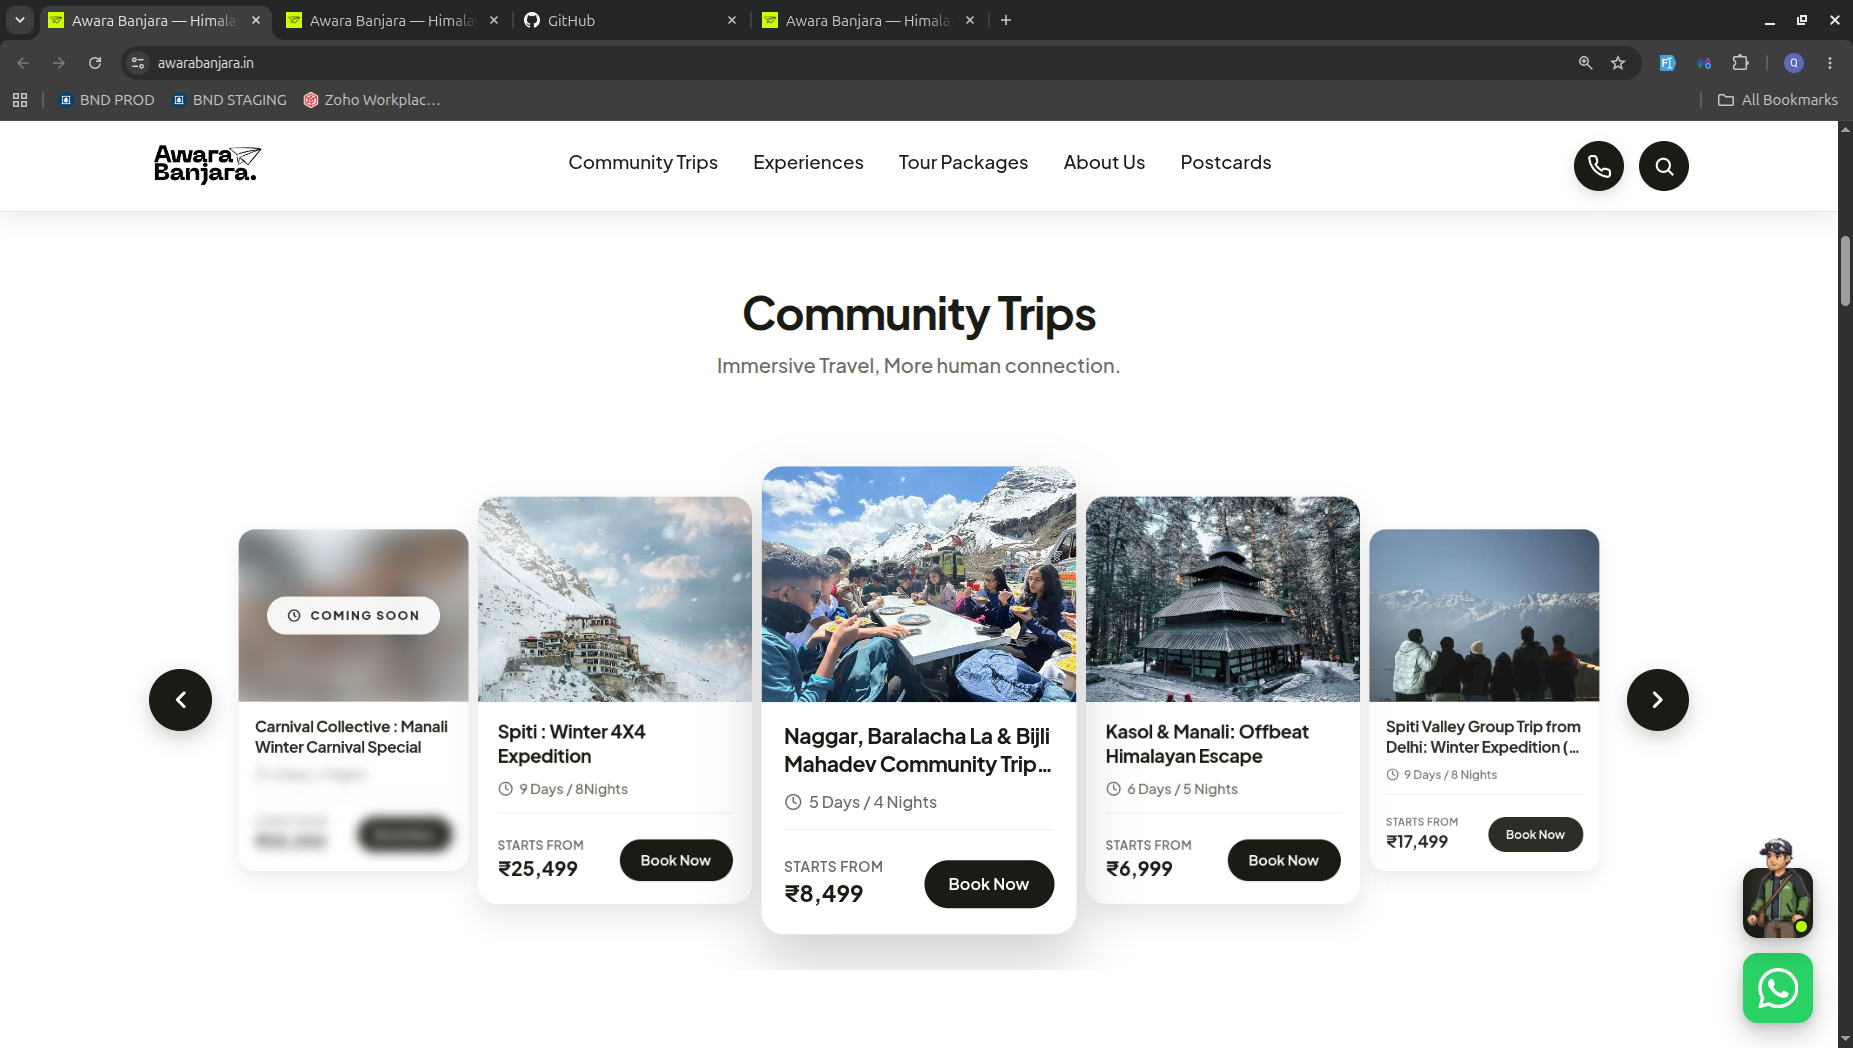 Awara Banjara — Himala
Awara Banjara — Himala
GitHub
Awara Banjara — Himala
awarabanjara.in
Q
BND PROD
BND STAGING
Zoho Workplac...
All Bookmarks
Awara
Banjara.
Community Trips
Experiences
Tour Packages
About Us
Postcards
Community Trips
Immersive Travel, More human connection.
COMING SOON
Carnival Collective : Manali
Winter Carnival Special
Spiti : Winter 4X4
Expedition
9 Days / 8Nights
STARTS FROM
₹25,499
Book Now
Naggar, Baralacha La & Bijli
Mahadev Community Trip...
5 Days / 4 Nights
STARTS FROM
₹8,499
Book Now
Kasol & Manali: Offbeat
Himalayan Escape
6 Days / 5 Nights
STARTS FROM
₹6,999
Book Now
Spiti Valley Group Trip from
Delhi: Winter Expedition (...
9 Days / 8 Nights
STARTS FROM
₹17,499
Book Now